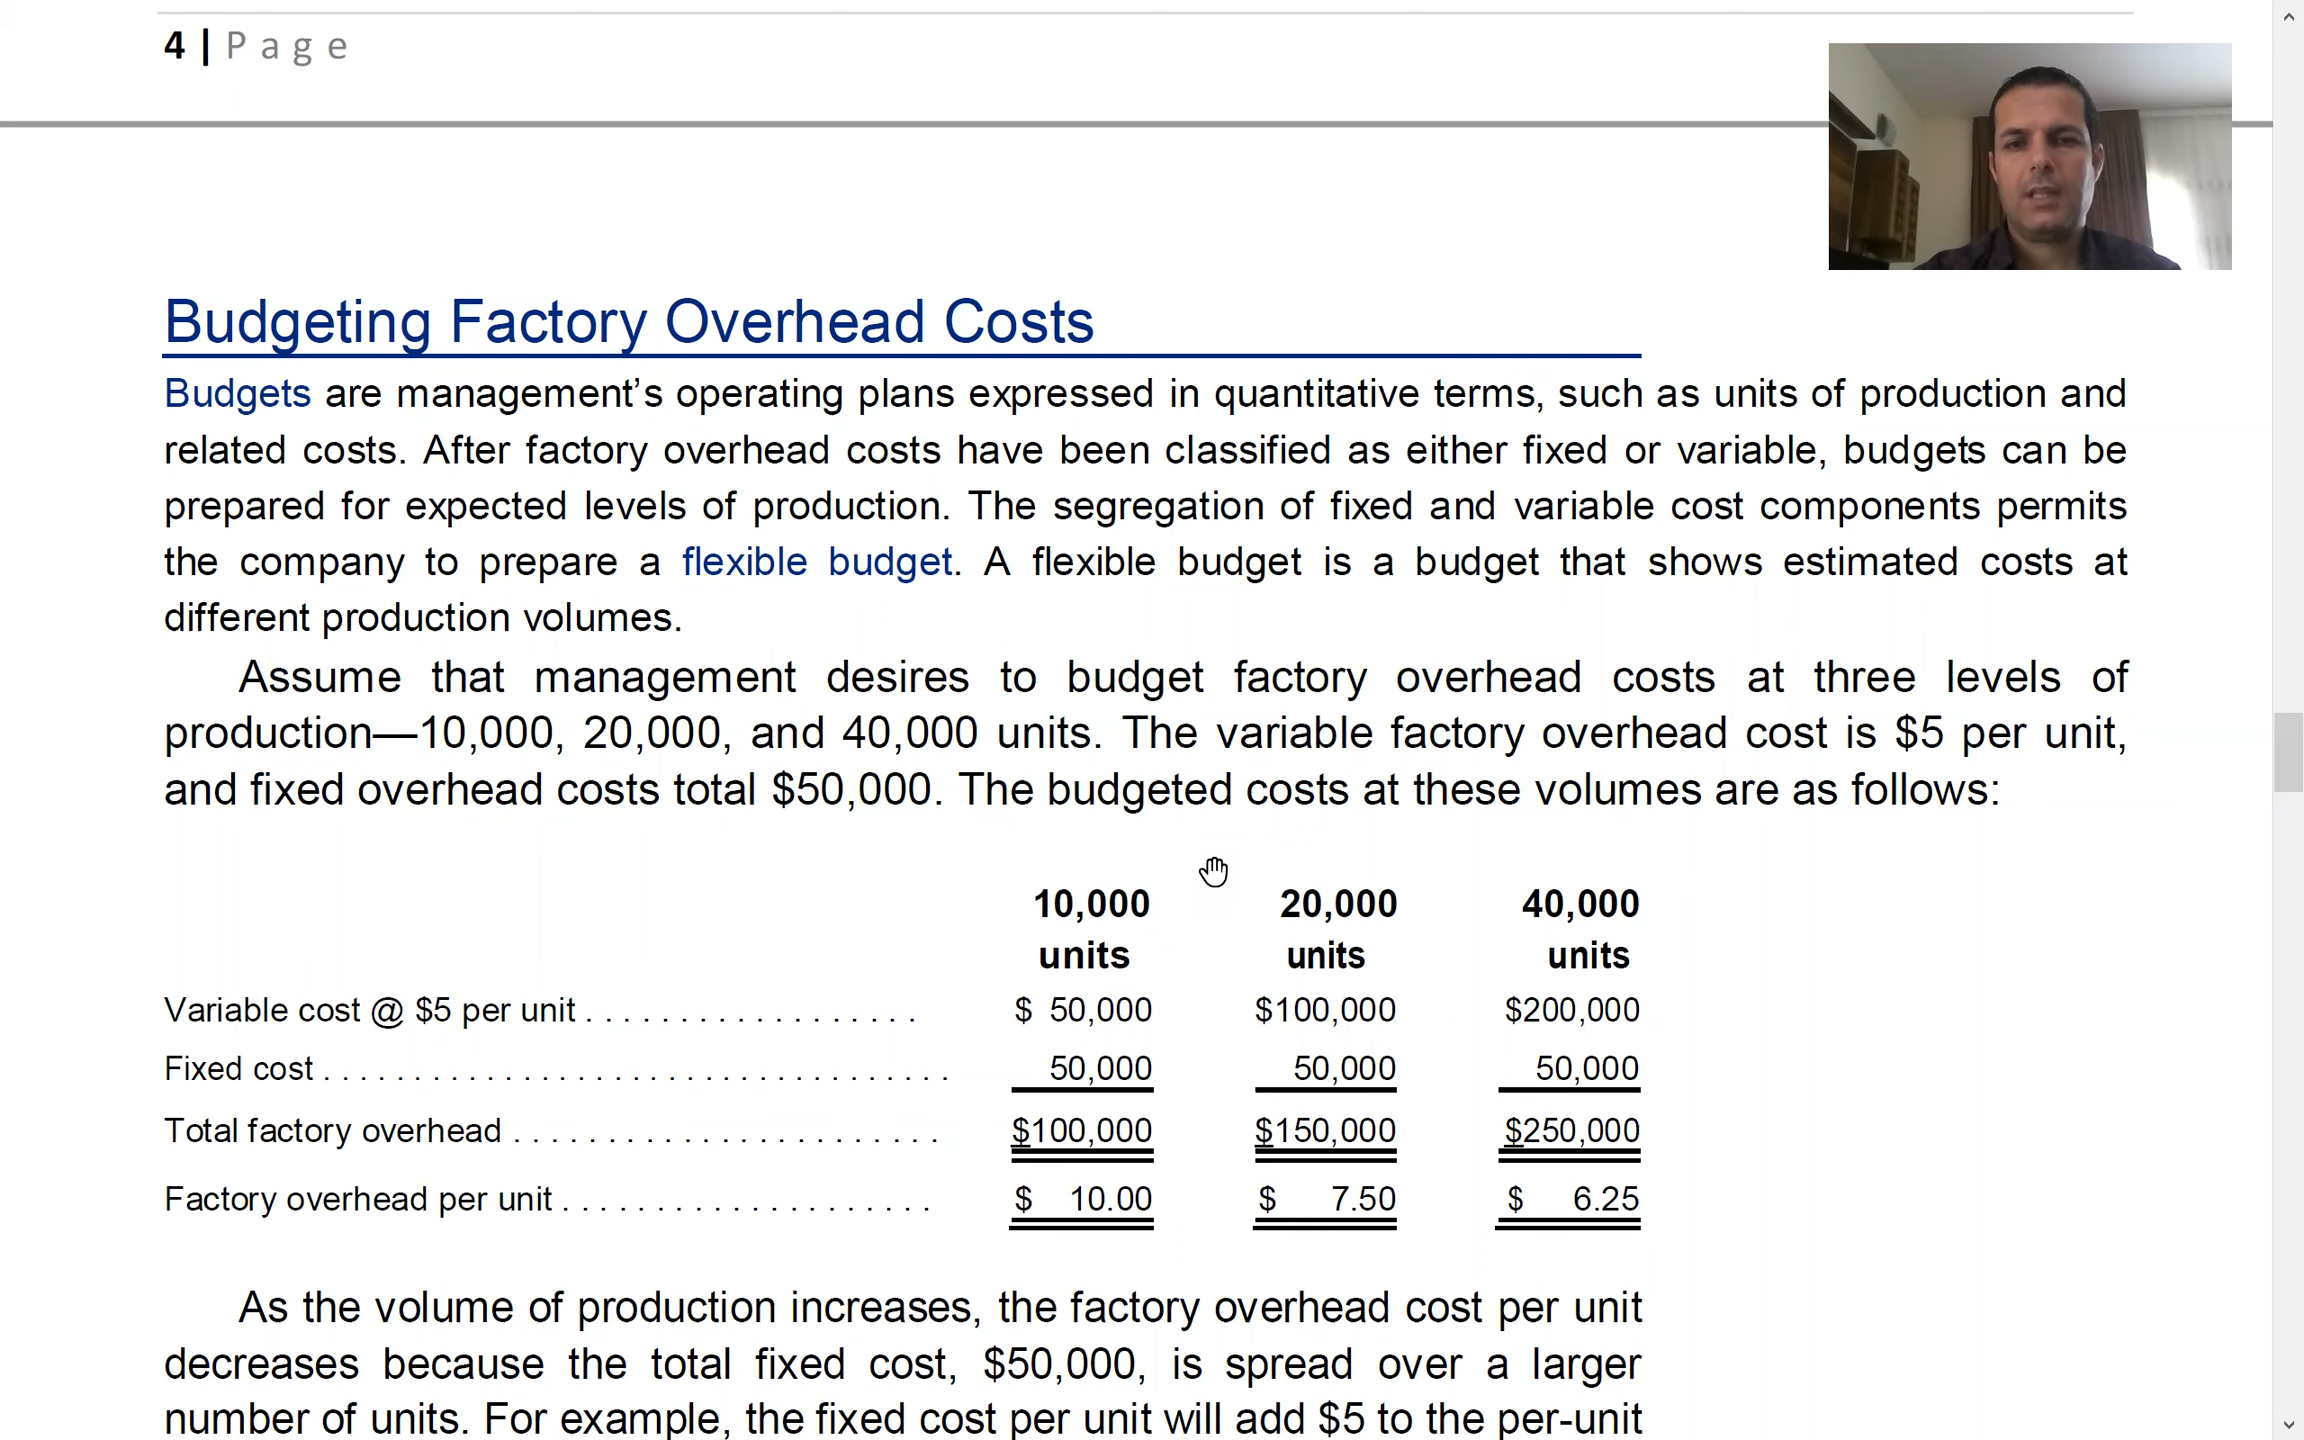 4 | P a g e
Budgeting Factory Overhead Costs
Budgets are management’s operating plans expressed in quantitative terms, such as units of production and
related costs. After factory overhead costs have been classified as either fixed or variable, budgets can be
prepared for expected levels of production. The segregation of fixed and variable cost components permits
the company to prepare a flexible budget. A flexible budget is a budget that shows estimated costs at
different production volumes.
Assume that management desires to budget factory overhead costs at three levels of
production—10,000, 20,000, and 40,000 units. The variable factory overhead cost is $5 per unit,
and fixed overhead costs total $50,000. The budgeted costs at these volumes are as follows:
10,000 20,000 40,000
units units units
Variable cost @ $5 per unit . . . . . . . . . . . . . . . . . . $ 50,000 $100,000 $200,000
Fixed cost . . . . . . . . . . . . . . . . . . . . . . . . . . . . . . . . . . . 50,000 50,000 50,000
Total factory overhead . . . . . . . . . . . . . . . . . . . . . . . $100,000 $150,000 $250,000
Factory overhead per unit . . . . . . . . . . . . . . . . . . . . $ 10.00 $ 7.50 $ 6.25
As the volume of production increases, the factory overhead cost per unit
decreases because the total fixed cost, $50,000, is spread over a larger
number of units. For example, the fixed cost per unit will add $5 to the per-unit